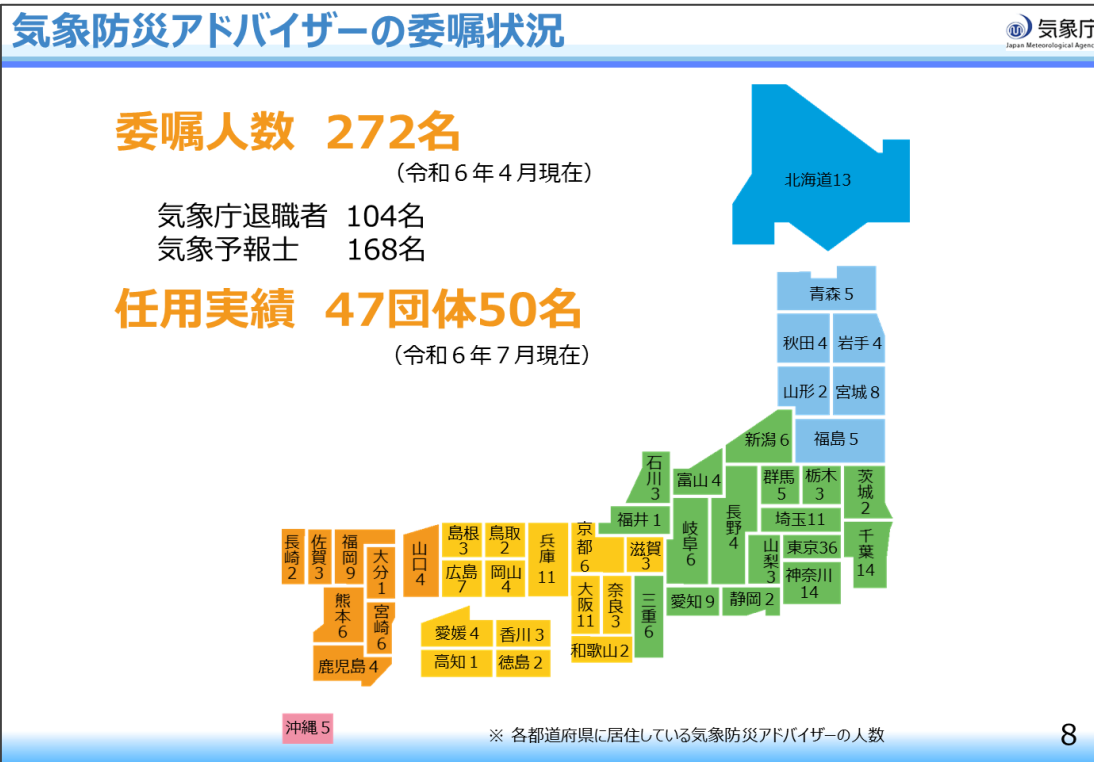 気象防災アドバイザーの委嘱状況
気象庁
Japan Meteorological Agency
委嘱人数 272名
（令和６年４月現在）
気象庁退職者 104名
気象予報士 168名
任用実績 47団体50名
（令和６年７月現在）
北海道13
青森５
秋田４
岩手４
山形２
宮城８
新潟６
福島５
石川３
富山４
群馬５
栃木３
茨城２
福井１
岐阜６
長野４
埼玉11
山梨３
東京36
千葉14
神奈川14
愛知９
静岡２
三重６
京都６
滋賀３
大阪11
奈良３
和歌山２
兵庫11
島根３
鳥取２
広島７
岡山４
山口４
愛媛４
香川３
高知１
徳島２
長崎２
佐賀３
福岡９
大分１
熊本６
宮崎６
鹿児島４
沖縄５
※ 各都道府県に居住している気象防災アドバイザーの人数
8